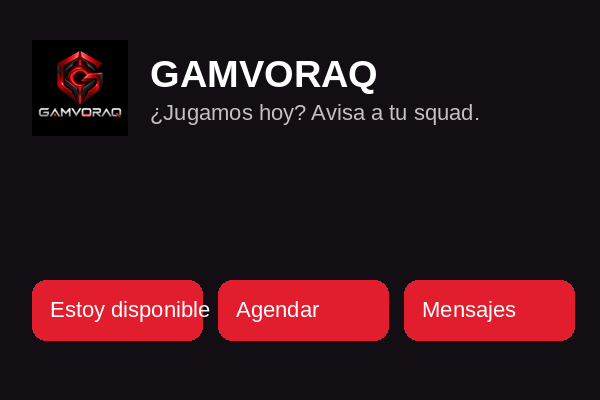 GAMVORAQ
GAMVORAQ
¿Jugamos hoy? Avisa a tu squad.
Estoy disponible
Agendar
Mensajes